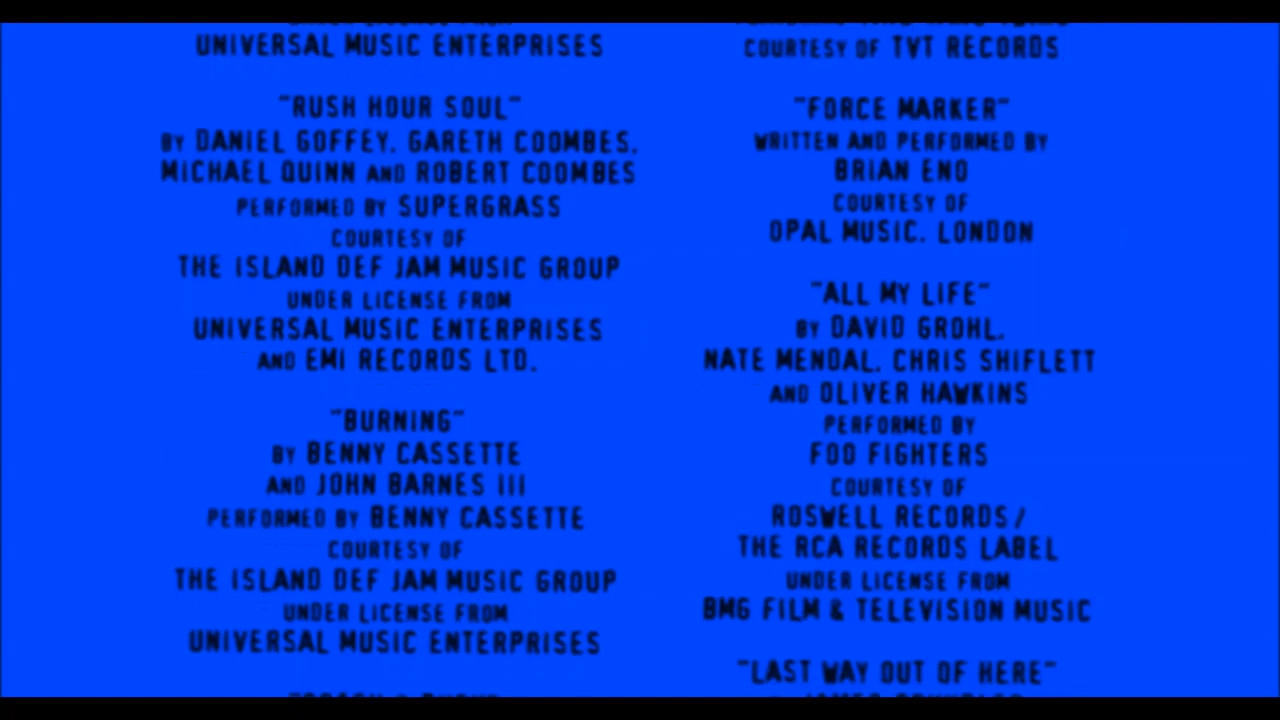 UNIVERSAL MUSIC ENTERPRISES
"RUSH HOUR SOUL"
BY DANIEL GOFFEY, GARETH COOMBES,
MICHAEL QUINN AND ROBERT COOMBES
PERFORMED BY SUPERGRASS
COURTESY OF
THE ISLAND DEF JAM MUSIC GROUP
UNDER LICENSE FROM
UNIVERSAL MUSIC ENTERPRISES
AND EMI RECORDS LTD.
"BURNING"
BY BENNY CASSETTE
AND JOHN BARNES III
PERFORMED BY BENNY CASSETTE
COURTESY OF
THE ISLAND DEF JAM MUSIC GROUP
UNDER LICENSE FROM
UNIVERSAL MUSIC ENTERPRISES
COURTESY OF TVT RECORDS
"FORCE MARKER"
WRITTEN AND PERFORMED BY
BRIAN ENO
COURTESY OF
OPAL MUSIC, LONDON
"ALL MY LIFE"
BY DAVID GROHL,
NATE MENDAL, CHRIS SHIFLETT
AND OLIVER HAWKINS
PERFORMED BY
FOO FIGHTERS
COURTESY OF
ROSWELL RECORDS/
THE RCA RECORDS LABEL
UNDER LICENSE FROM
BMG FILM & TELEVISION MUSIC
"LAST WAY OUT OF HERE"